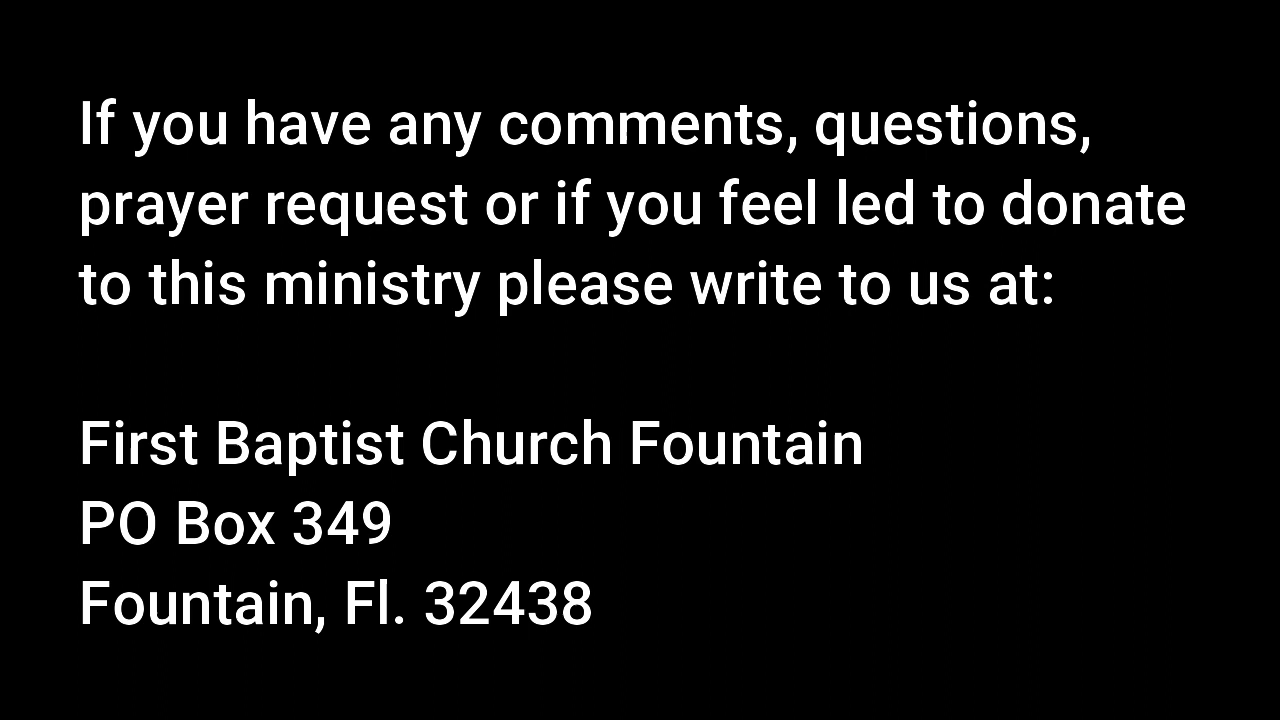 If you have any comments, questions,
prayer request or if you feel led to donate
to this ministry please write to us at:
First Baptist Church Fountain
PO Box 349
Fountain, Fl. 32438